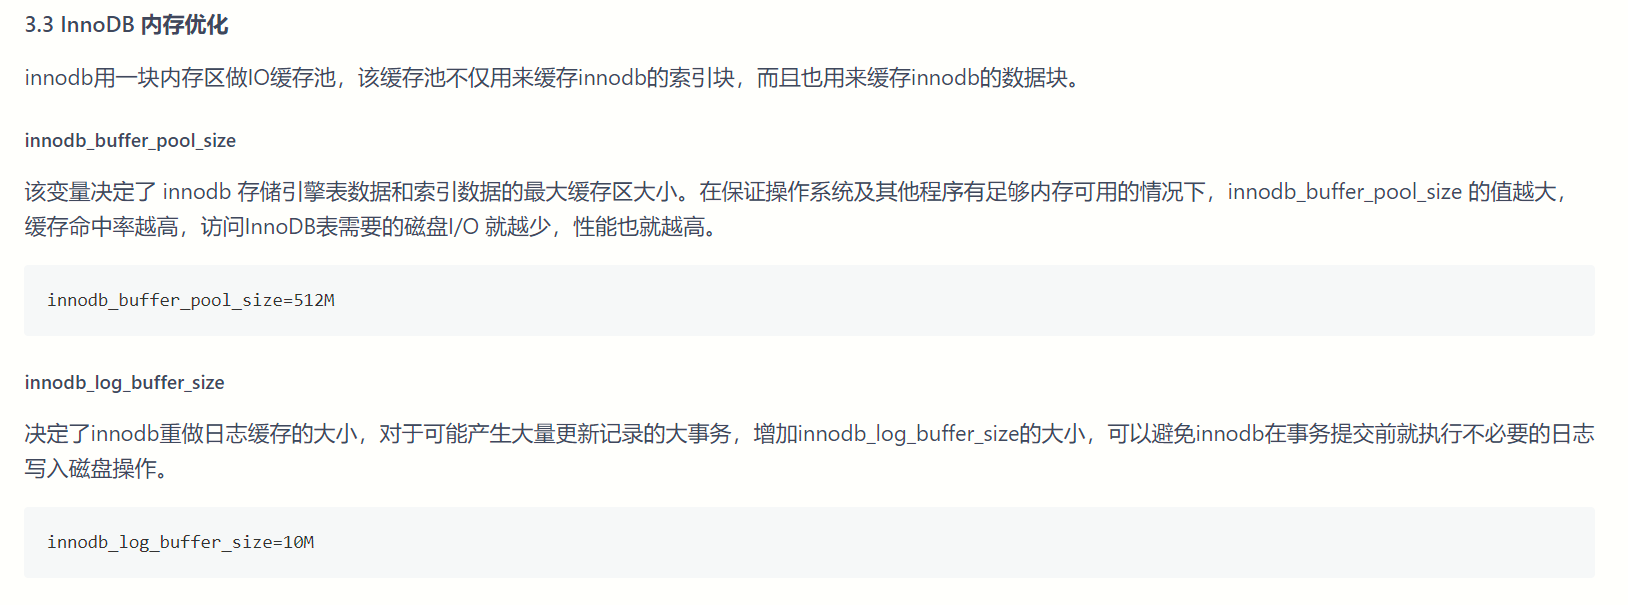 3.3 InnoDB 内存优化
innodb用一块内存区做IO缓存池，该缓存池不仅用来缓存innodb的索引块，而且也用来缓存innodb的数据块。
innodb_buffer_pool_size
该变量决定了 innodb 存储引擎表数据和索引数据的最大缓存区大小。在保证操作系统及其他程序有足够内存可用的情况下，innodb_buffer_pool_size 的值越大，
缓存命中率越高，访问InnoDB表需要的磁盘I/O 就越少，性能也就越高。
innodb_buffer_pool_size=512M
innodb_log_buffer_size
决定了innodb重做日志缓存的大小，对于可能产生大量更新记录的大事务，增加innodb_log_buffer_size的大小，可以避免innodb在事务提交前就执行不必要的日志
写入磁盘操作。
innodb_log_buffer_size=10M